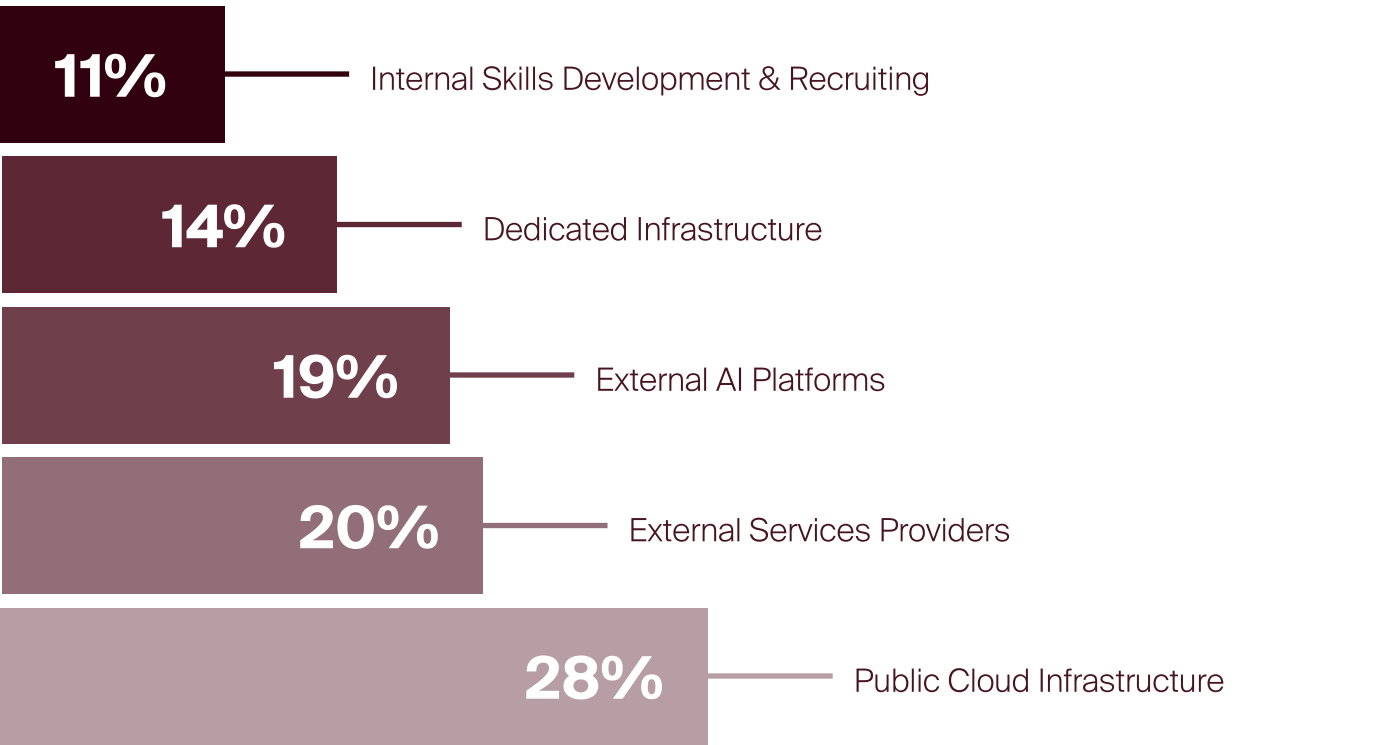 11% Internal Skills Development & Recruiting
14% Dedicated Infrastructure
19% External AI Platforms
20% External Services Providers
28% Public Cloud Infrastructure